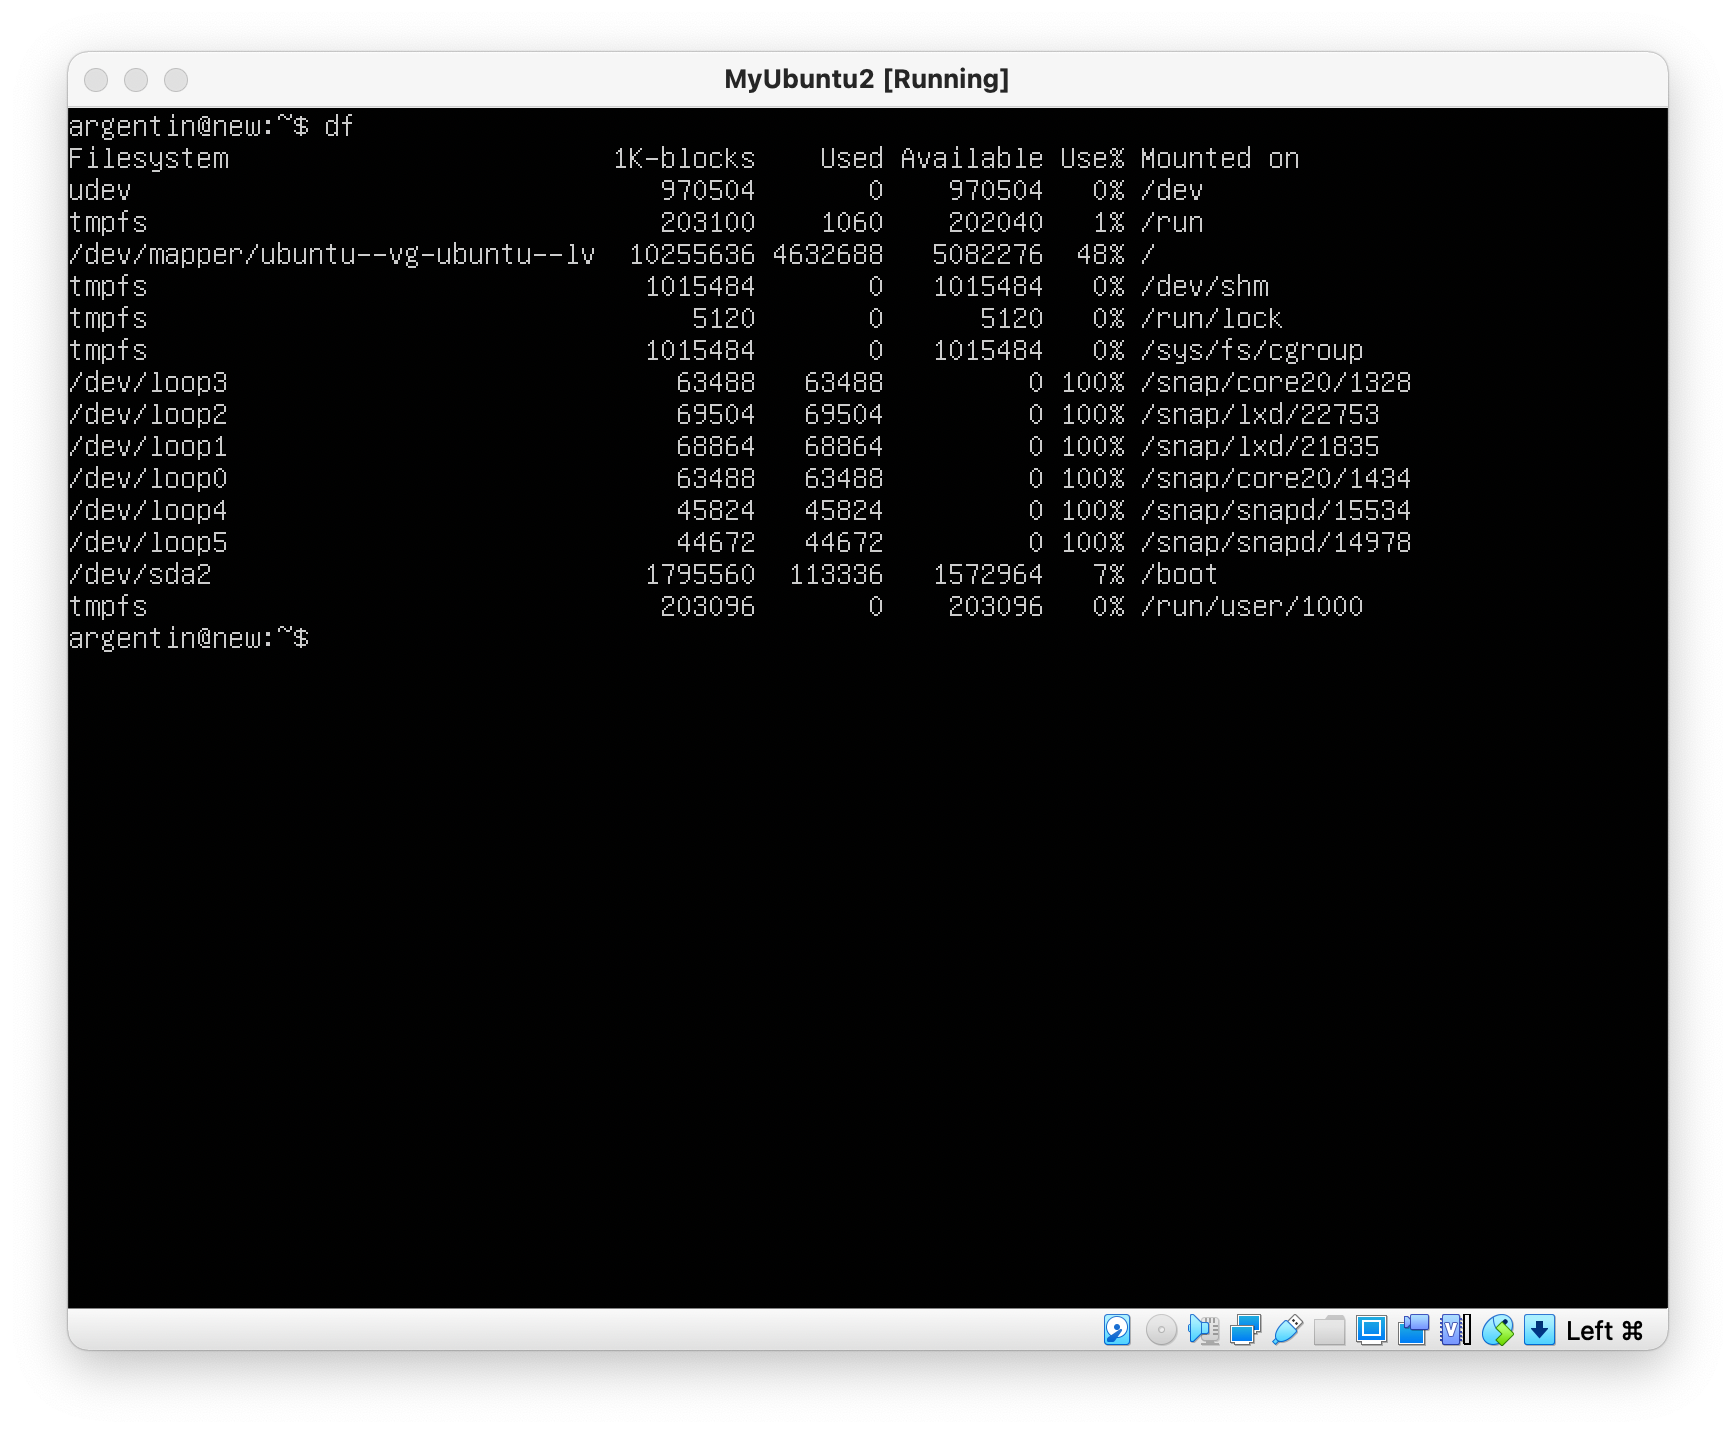 MyUbuntu2 [Running]
argentin@new:~$ df
Filesystem                        1K-blocks    Used Available Use% Mounted on
udev                                 970504       0    970504   0% /dev
tmpfs                                203100    1060    202040   1% /run
/dev/mapper/ubuntu--vg-ubuntu--lv  10255636 4632688   5082276  48% /
tmpfs                               1015484       0   1015484   0% /dev/shm
tmpfs                                  5120       0      5120   0% /run/lock
tmpfs                               1015484       0   1015484   0% /sys/fs/cgroup
/dev/loop3                            63488   63488         0 100% /snap/core20/1328
/dev/loop2                            69504   69504         0 100% /snap/lxd/22753
/dev/loop1                            68864   68864         0 100% /snap/lxd/21835
/dev/loop0                            63488   63488         0 100% /snap/core20/1434
/dev/loop4                            45824   45824         0 100% /snap/snapd/15534
/dev/loop5                            44672   44672         0 100% /snap/snapd/14978
/dev/sda2                           1795560  113336   1572964   7% /boot
tmpfs                                203096       0    203096   0% /run/user/1000
argentin@new:~$
Left ⌘